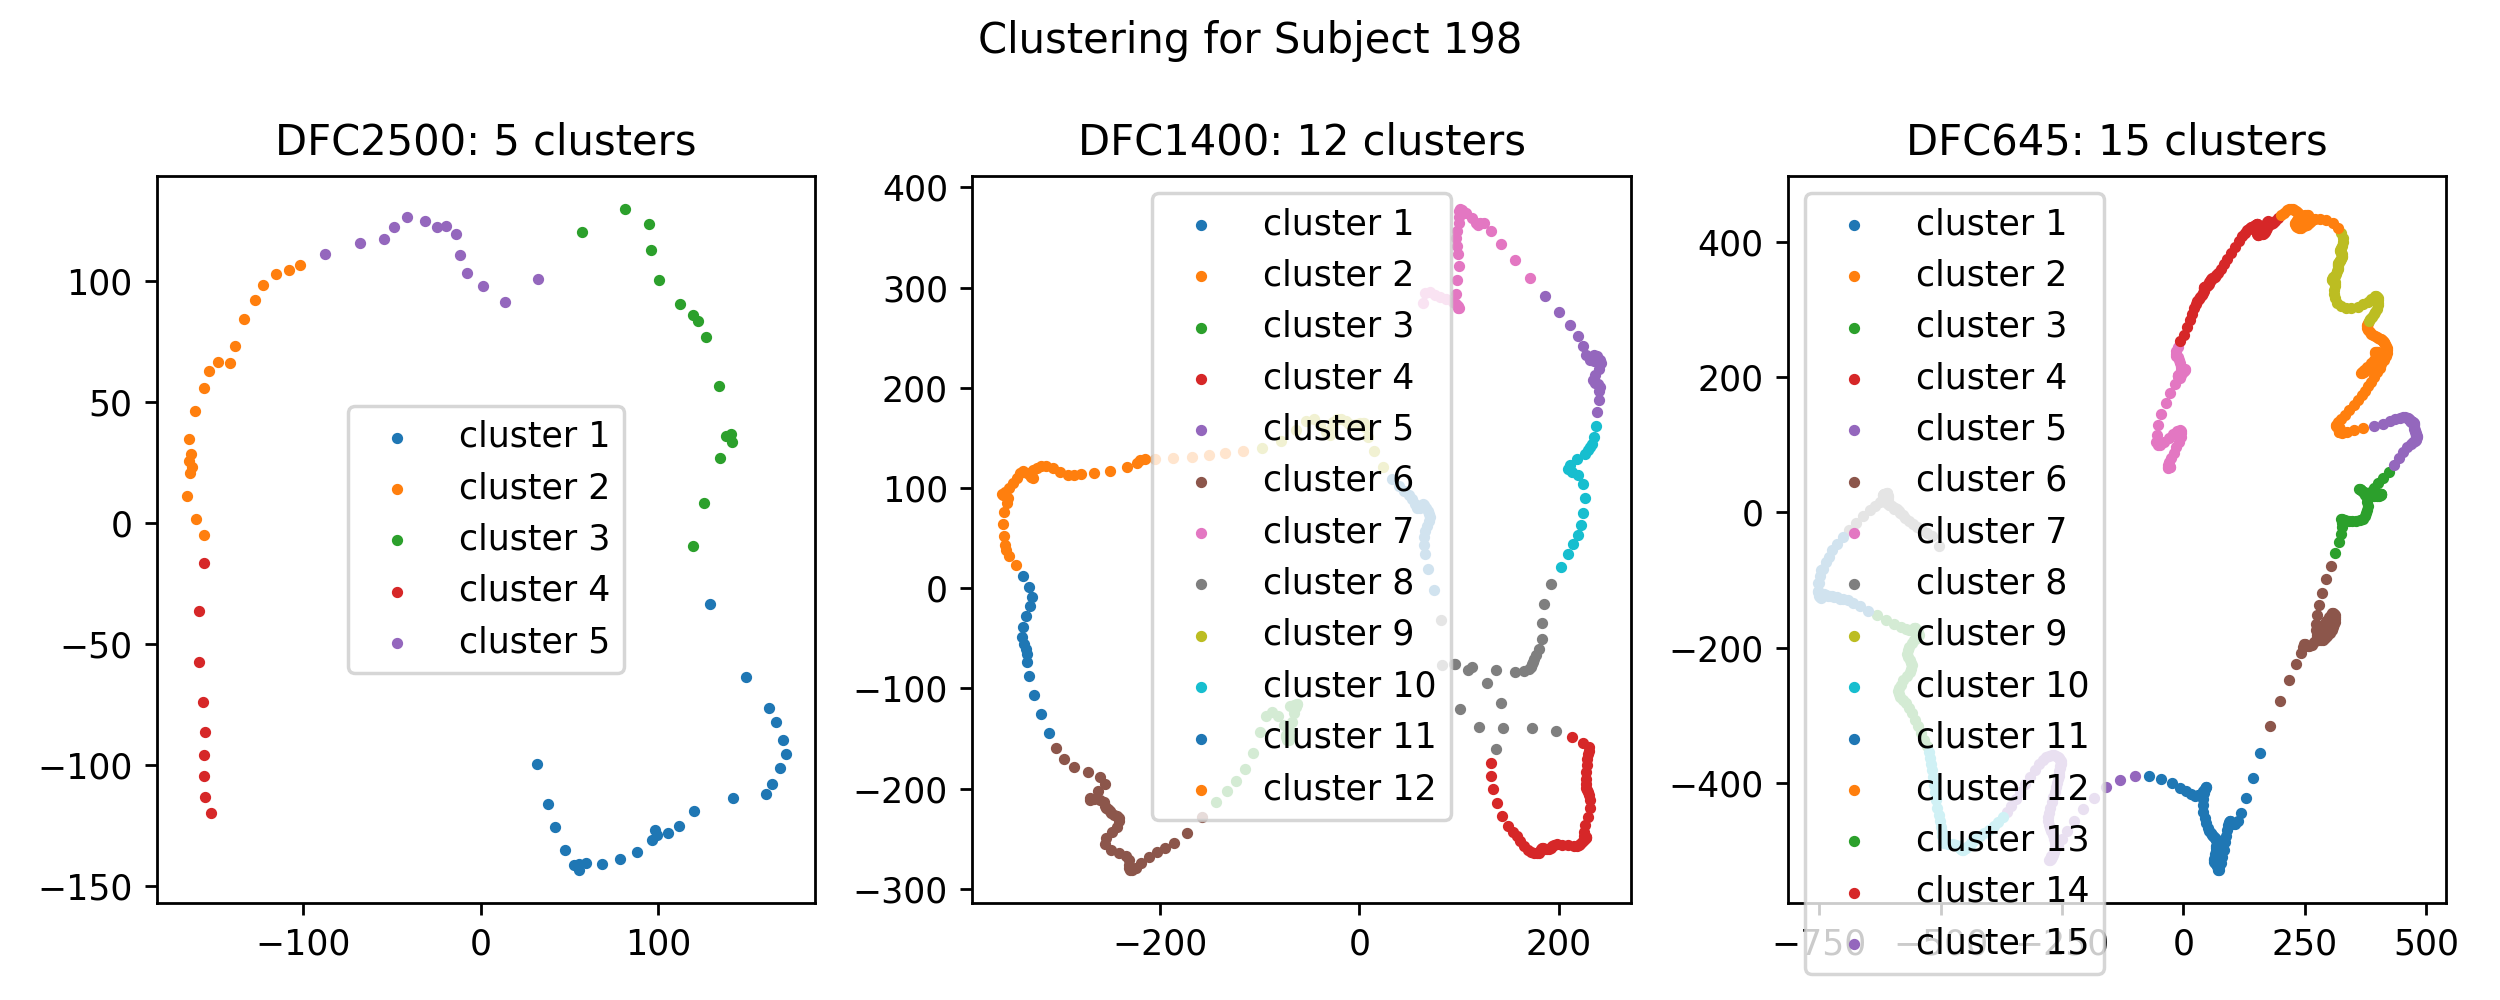 Clustering for Subject 198
DFC2500: 5 clusters
100
50
0
−50
−100
−150
−100
0
100
cluster 1
cluster 2
cluster 3
cluster 4
cluster 5
DFC1400: 12 clusters
400
300
200
100
0
−100
−200
−300
−200
0
200
cluster 1
cluster 2
cluster 3
cluster 4
cluster 5
cluster 6
cluster 7
cluster 8
cluster 9
cluster 10
cluster 11
cluster 12
DFC645: 15 clusters
400
200
0
−200
−400
cluster 1
cluster 2
cluster 3
cluster 4
cluster 5
cluster 6
cluster 7
cluster 8
cluster 9
cluster 10
cluster 11
cluster 12
cluster 13
cluster 14
cluster 15
−750
−500
−250
0
250
500